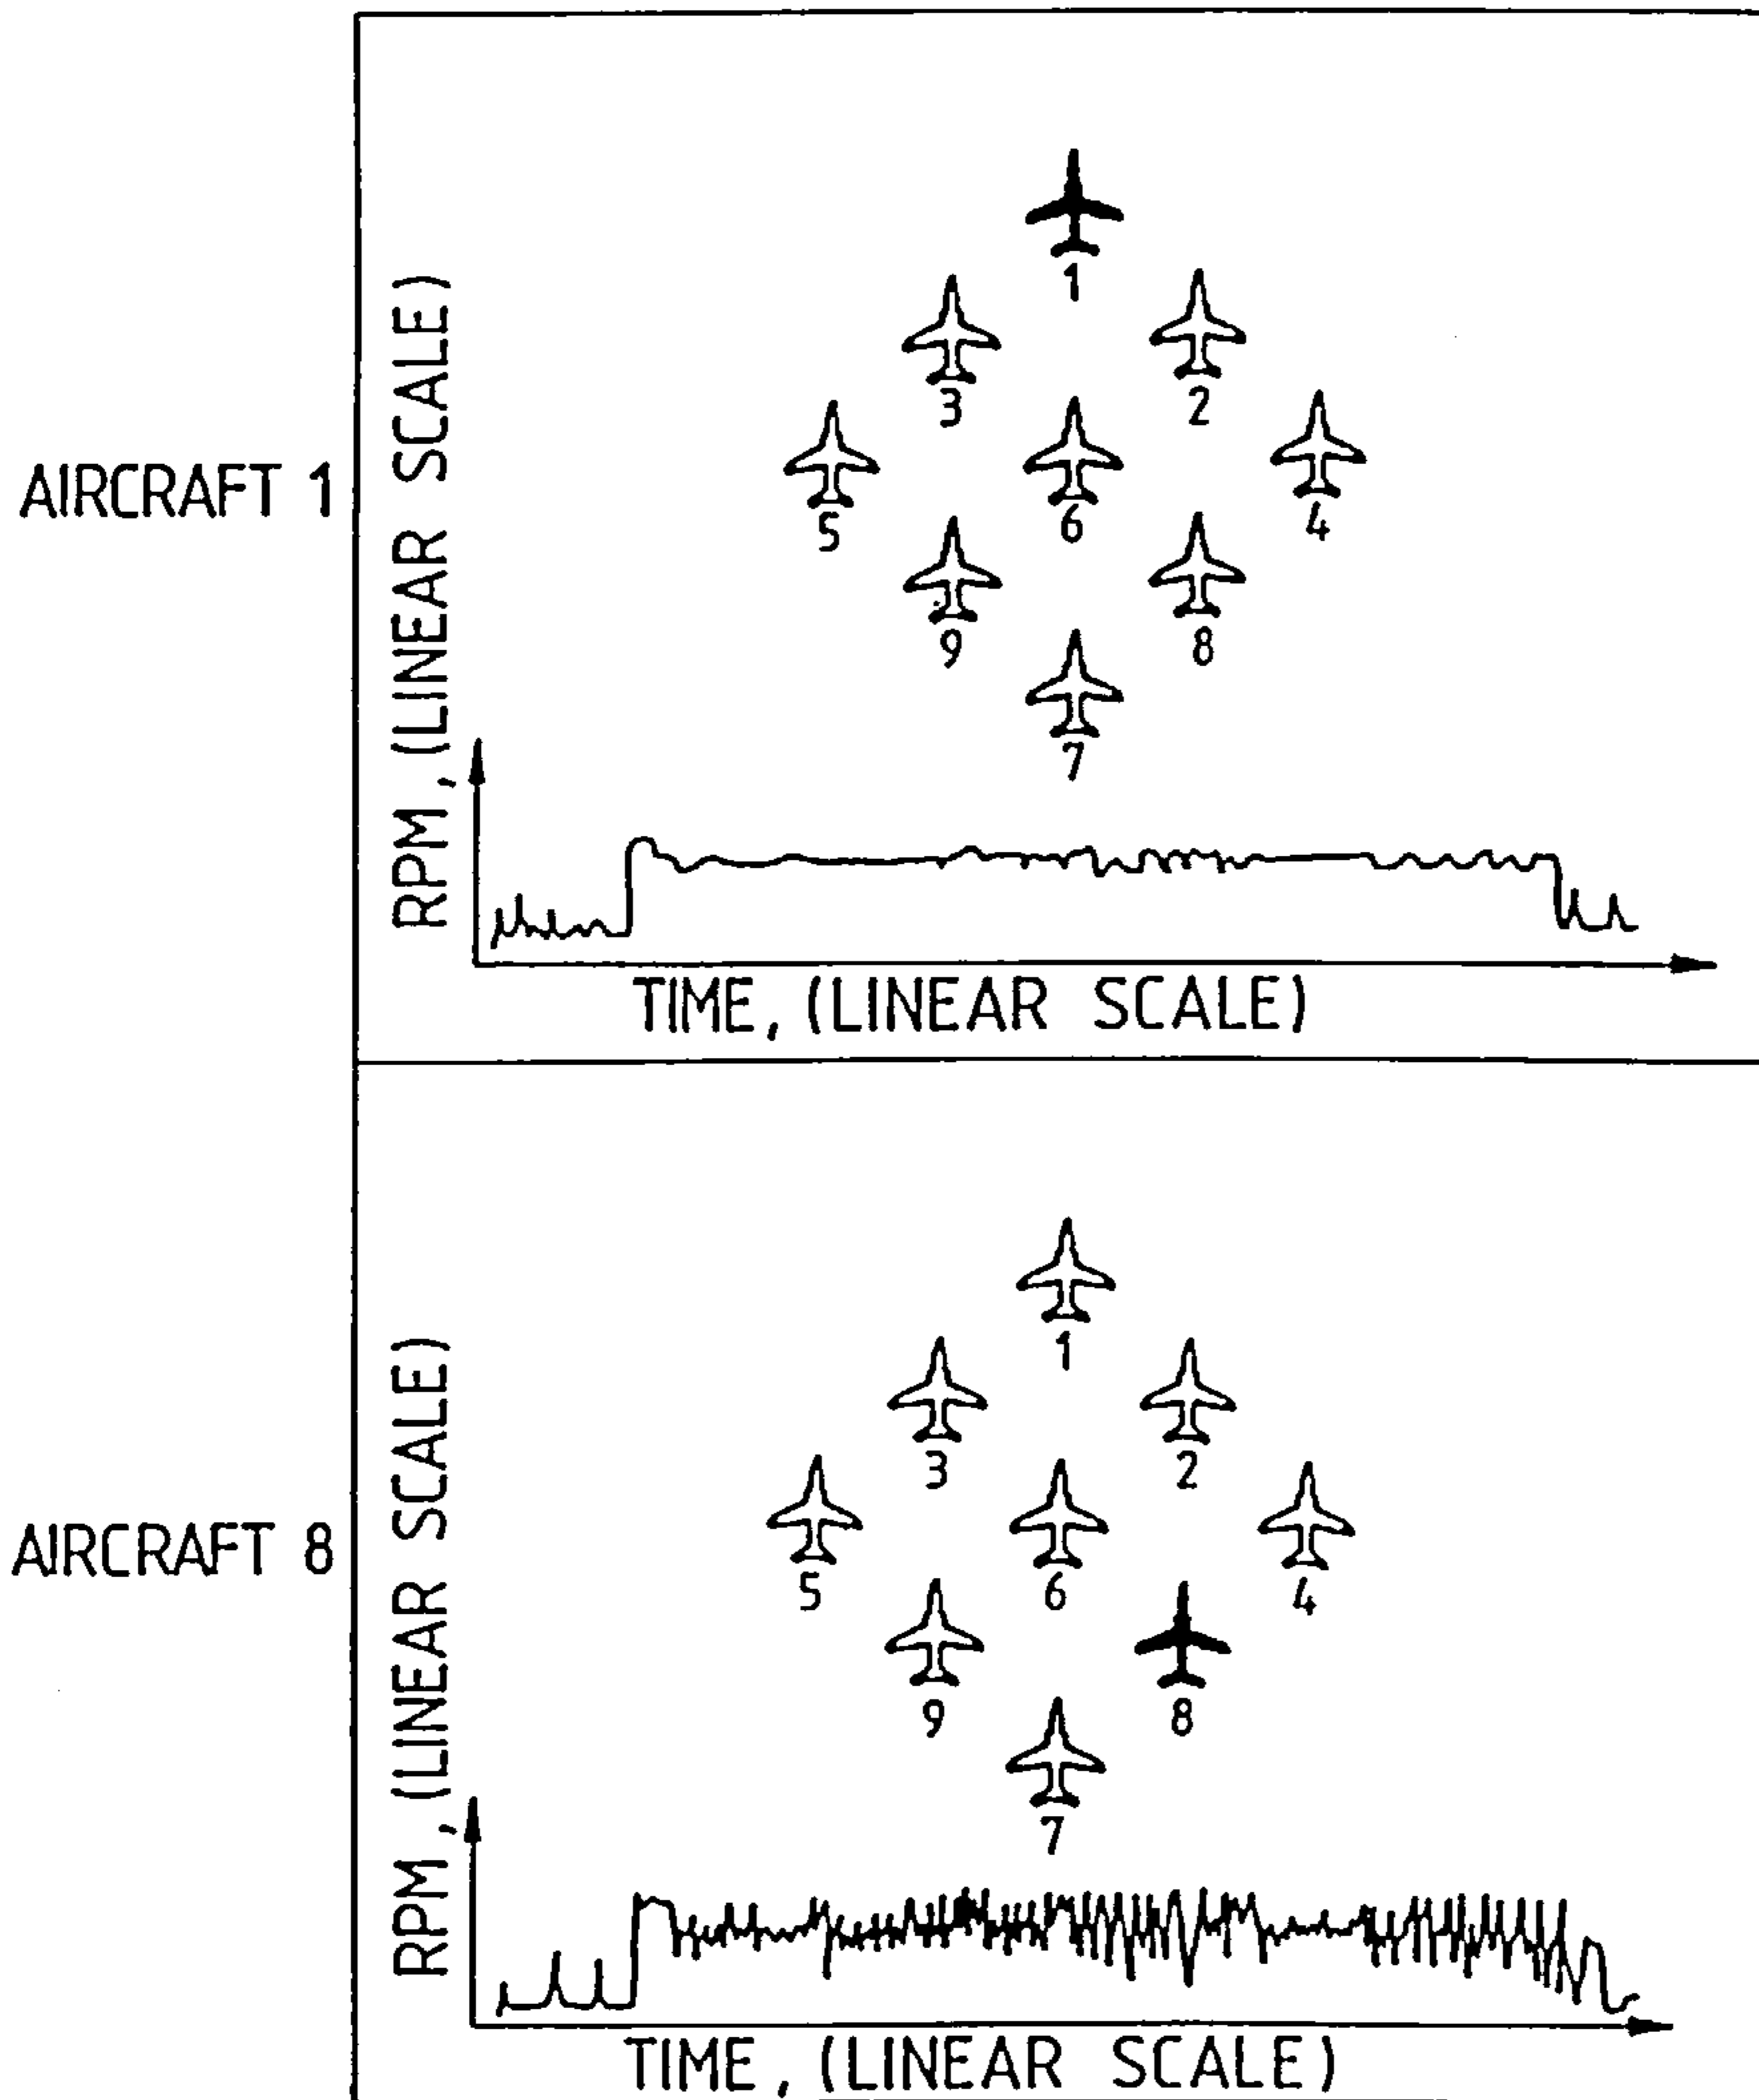 AIRCRAFT 1
RPM, (LINEAR SCALE)
1
3 2
5 6 4
9 8
7
TIME, (LINEAR SCALE)
AIRCRAFT 8
RPM, (LINEAR SCALE)
1
3 2
5 6 4
9 8
7
TIME, (LINEAR SCALE)